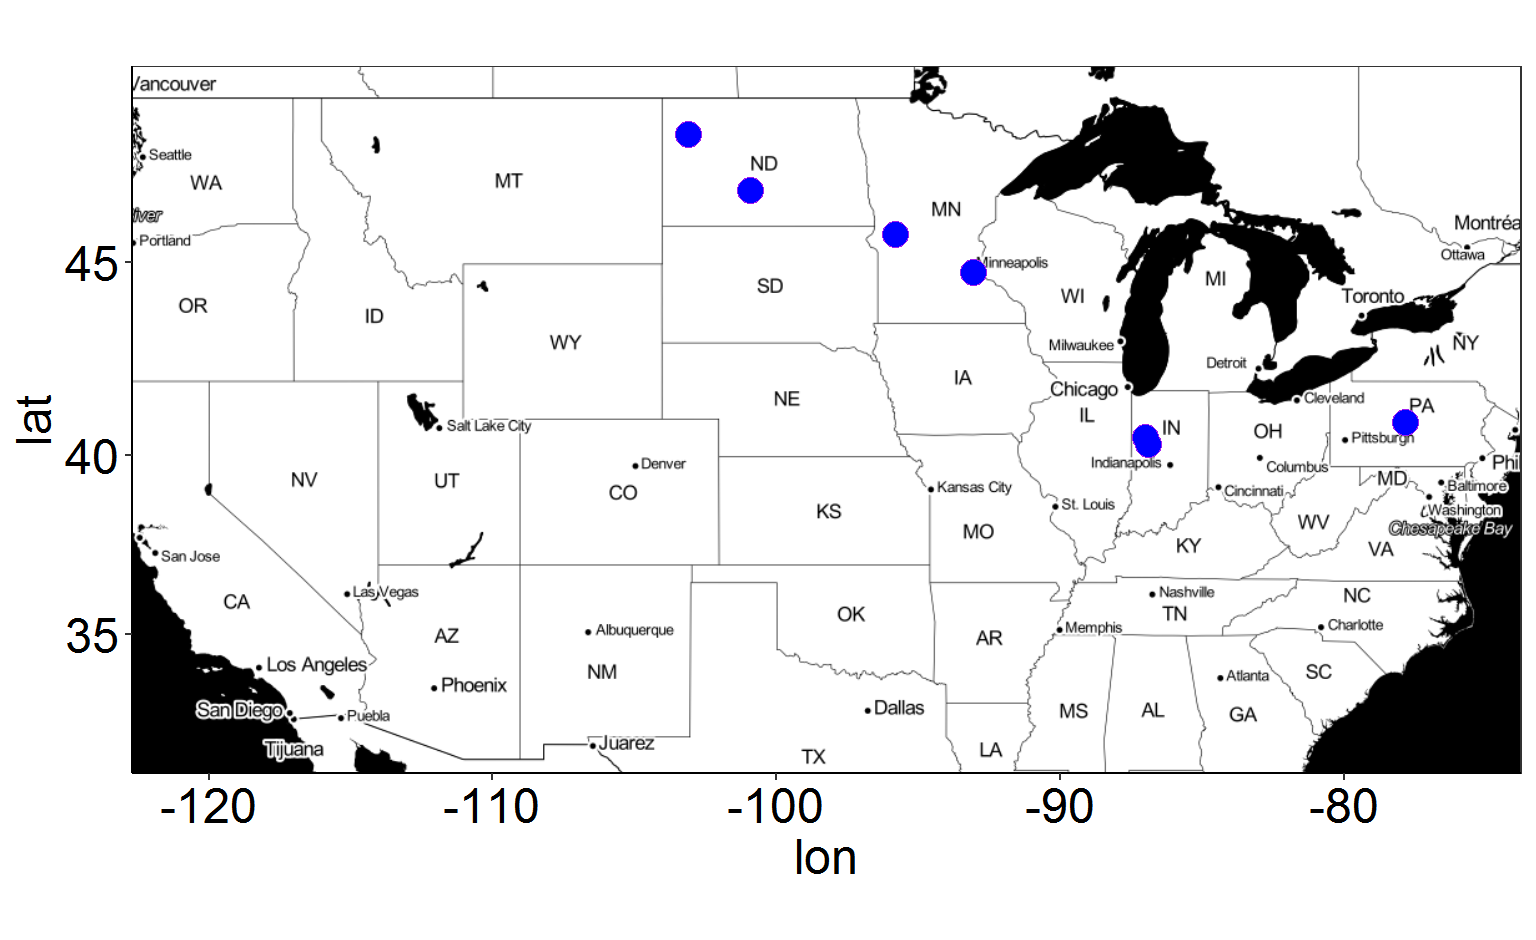 Vancouver
Seattle
WA
MT
ND
MN
iver
Portland
Montréa
Ottawa
Minneapolis
MI
SD
WI
Toronto
OR
ID
WY
Milwaukee
NY
Detroit
IA
Chicago
NE
IL
Cleveland
PA
Salt Lake City
IN
OH
Pittsburgh
Indianapolis
Columbus
Phi
Denver
NV
UT
CO
MD
Baltimore
Kansas City
Cincinnati
St. Louis
Washington
KS
MO
WV
Chesapeake Bay
San Jose
KY
VA
Las Vegas
Nashville
NC
CA
OK
TN
Charlotte
AZ
Albuquerque
AR
Memphis
Los Angeles
NM
SC
Atlanta
Phoenix
San Diego
Puebla
Dallas
MS
AL
GA
Tijuana
Juarez
TX
LA
45
40
35
lat
-120
-110
-100
-90
-80
lon